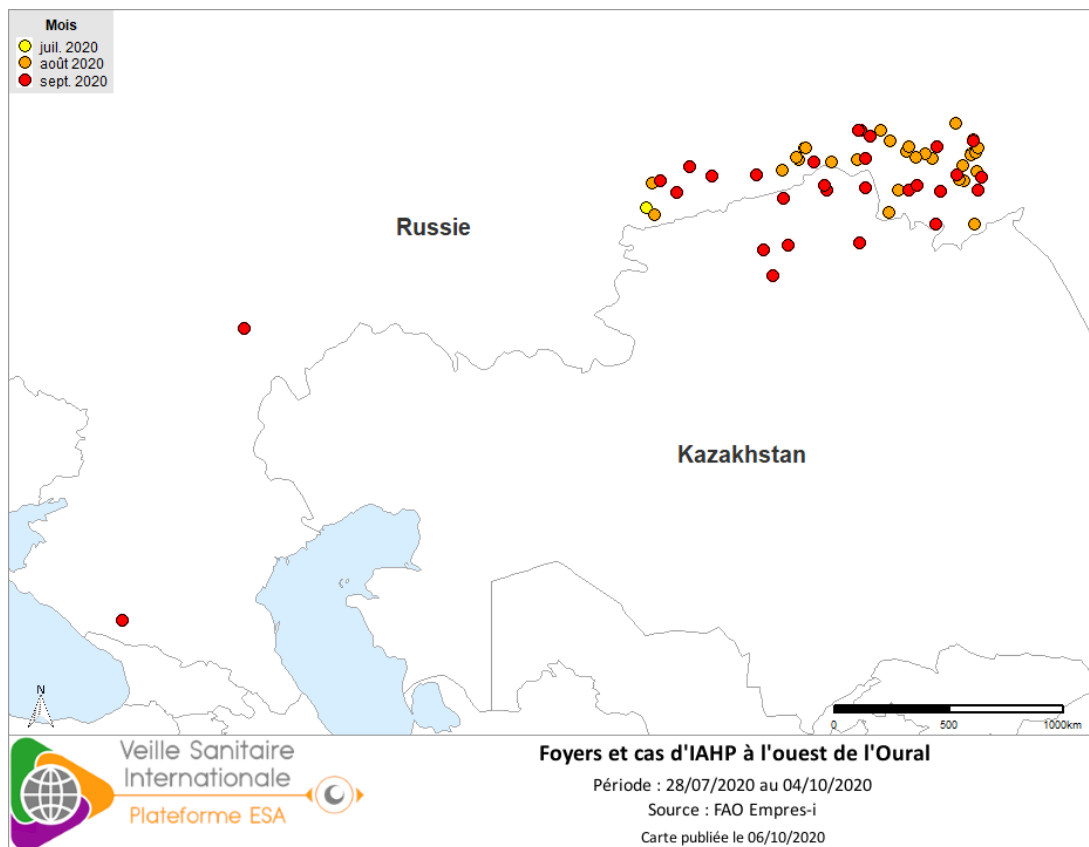 Mois
juil. 2020
août 2020
sept. 2020
Russie
Kazakhstan
N
0 500 1000km
Veille Sanitaire
Internationale
Plateforme ESA
Foyers et cas d'IAHP à l'ouest de l'Oural
Période : 28/07/2020 au 04/10/2020
Source : FAO Empres-i
Carte publiée le 06/10/2020